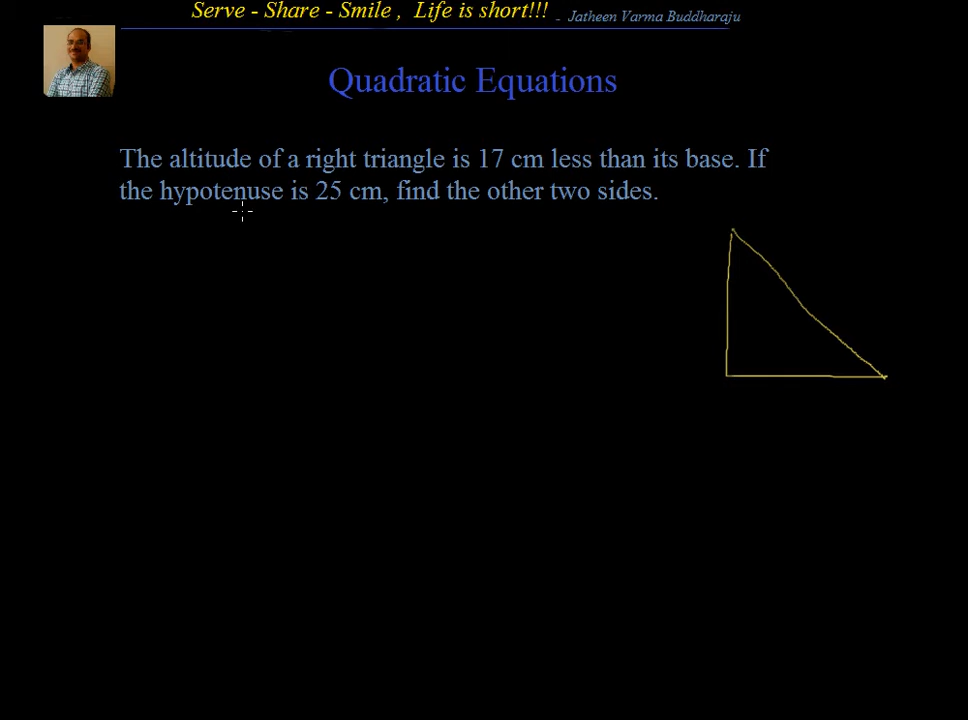 Serve - Share - Smile , Life is short!!! - Jatheen Varma Buddharaju
Quadratic Equations
The altitude of a right triangle is 17 cm less than its base. If
the hypotenuse is 25 cm, find the other two sides.